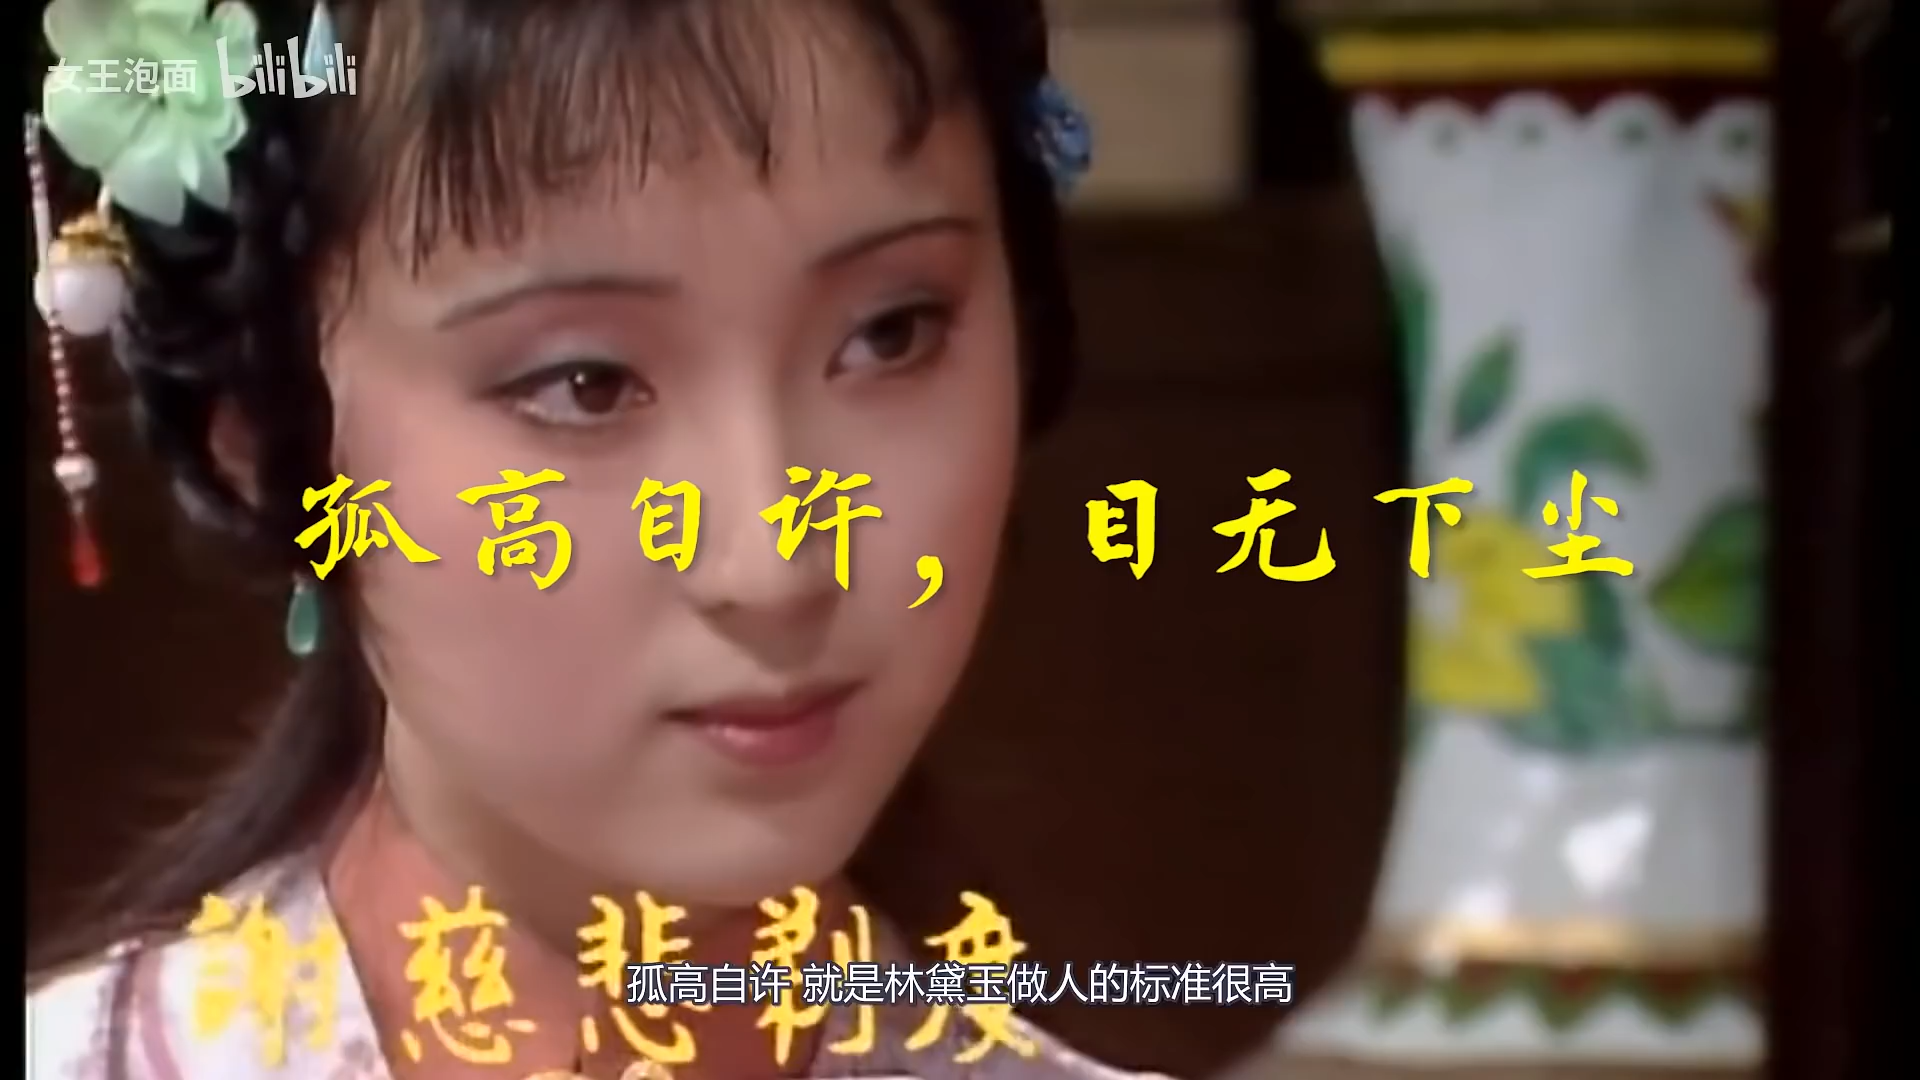 女王泡面 bilibili
孤高自许，目无下尘
謝慈悲剃度
孤高自许 就是林黛玉做人的标准很高